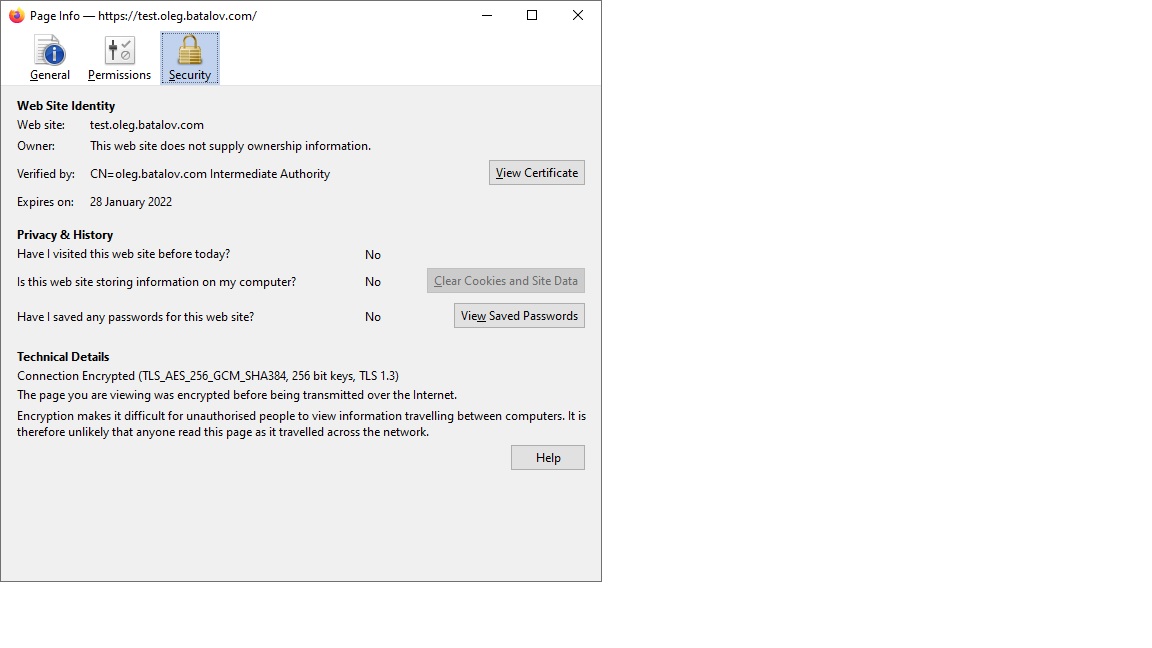 Page Info — https://test.oleg.batalov.com/
General Permissions Security
Web Site Identity
Web site: test.oleg.batalov.com
Owner: This web site does not supply ownership information.
Verified by: CN=oleg.batalov.com Intermediate Authority View Certificate
Expires on: 28 January 2022
Privacy & History
Have I visited this web site before today? No
Is this web site storing information on my computer? No Clear Cookies and Site Data
Have I saved any passwords for this web site? No View Saved Passwords
Technical Details
Connection Encrypted (TLS_AES_256_GCM_SHA384, 256 bit keys, TLS 1.3)
The page you are viewing was encrypted before being transmitted over the Internet.
Encryption makes it difficult for unauthorised people to view information travelling between computers. It is
therefore unlikely that anyone read this page as it travelled across the network.
Help